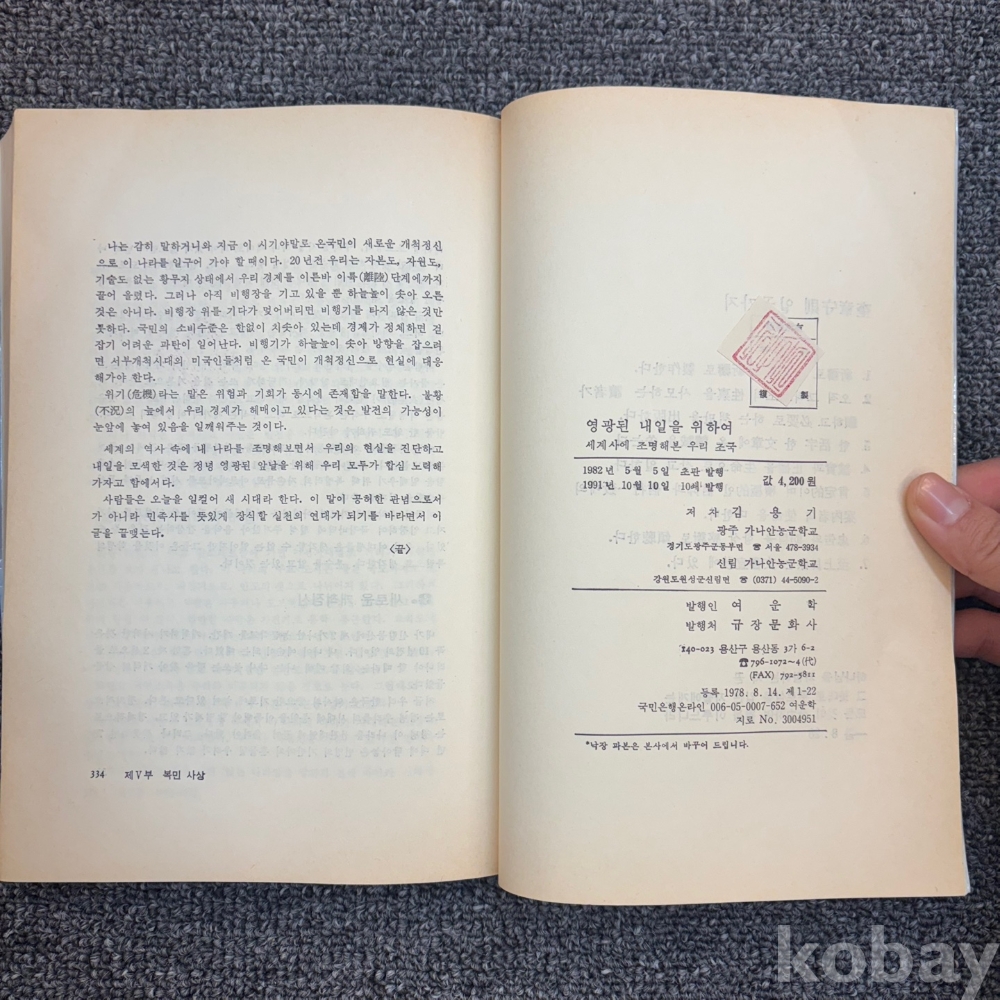 나는 감히 말하거니와 지금 이 시기야말로 온국민이 새로운 개척정신
으로 이 나라를 일구어 가야 할 때이다. 20년전 우리는 자본도, 자원도,
기술도 없는 황무지 상태에서 우리 경제를 이른바 이륙(離陸)단계에까지
끌어 올렸다. 그러나 아직 비행장을 기고 있을 뿐 하늘높이 솟아 오른
것은 아니다. 비행장 위를 기다가 멎어버리면 비행기를 타지 않은 것만
못하다. 국민의 소비수준은 한없이 치솟아 있는데 경제가 정체하면 걷
잡기 어려운 파탄이 일어난다. 비행기가 하늘높이 솟아 방향을 잡으려
면 서부개척시대의 미국인들처럼 온 국민이 개척정신으로 현실에 대응
해가야 한다.
위기(危機)라는 말은 위험과 기회가 동시에 존재함을 말한다. 불황
(不況)의 늪에서 우리 경제가 헤매이고 있다는 것은 발전의 가능성이
눈앞에 놓여 있음을 일깨워주는 것이다.
세계의 역사 속에 내 나라를 조명해보면서 우리의 현실을 진단하고
내일을 모색한 것은 정녕 영광된 앞날을 위해 우리 모두가 합심 노력해
가자고 함에서다.
사람들은 오늘을 일컬어 새 시대라 한다. 이 말이 공허한 관념으로서
가 아니라 민족사를 뜻있게 장식할 실천의 연대가 되기를 바라면서 이
글을 끝맺는다.
〈끝〉
334 제Ⅴ부 복민 사상
複 製
영광된 내일을 위하여
세계사에 조명해본 우리 조국
1982년 5월 5일 초판 발행
1991년 10월 10일 10쇄 발행 값 4,200원
저 자 김 용 기
광주 가나안농군학교
경기도광주군동부면 ☎ 서울 478-3934
신림 가나안농군학교
강원도원성군신림면 ☎ (0371) 44-5090~2
발행인 여 운 학
발행처 규 장 문 화 사
140-023 용산구 용산동 3가 6-2
☎796-1072~4(代)
(FAX) 792-5811
등록 1978. 8. 14. 제1-22
국민은행온라인 006-05-0007-652 여운학
지로 No. 3004951
*낙장 파본은 본사에서 바꾸어 드립니다.
kobay